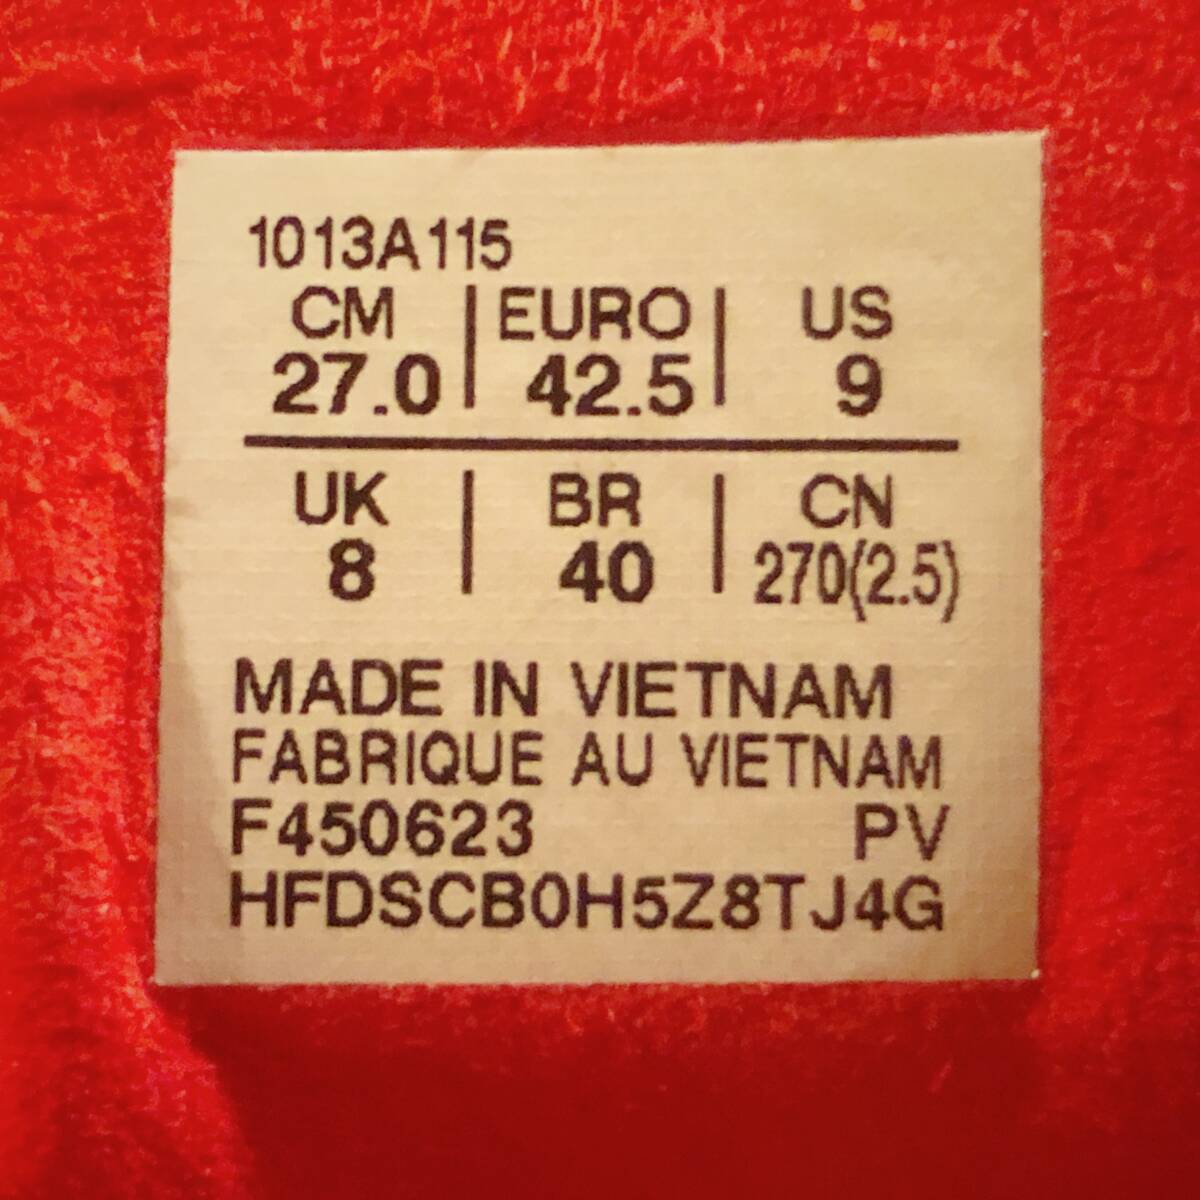 1013A115
CM | EURO | US
27.0 | 42.5 | 9
UK | BR | CN
8 | 40 | 270(2.5)
MADE IN VIETNAM
FABRIQUE AU VIETNAM
F450623 PV
HFDSCB0H5Z8TJ4G